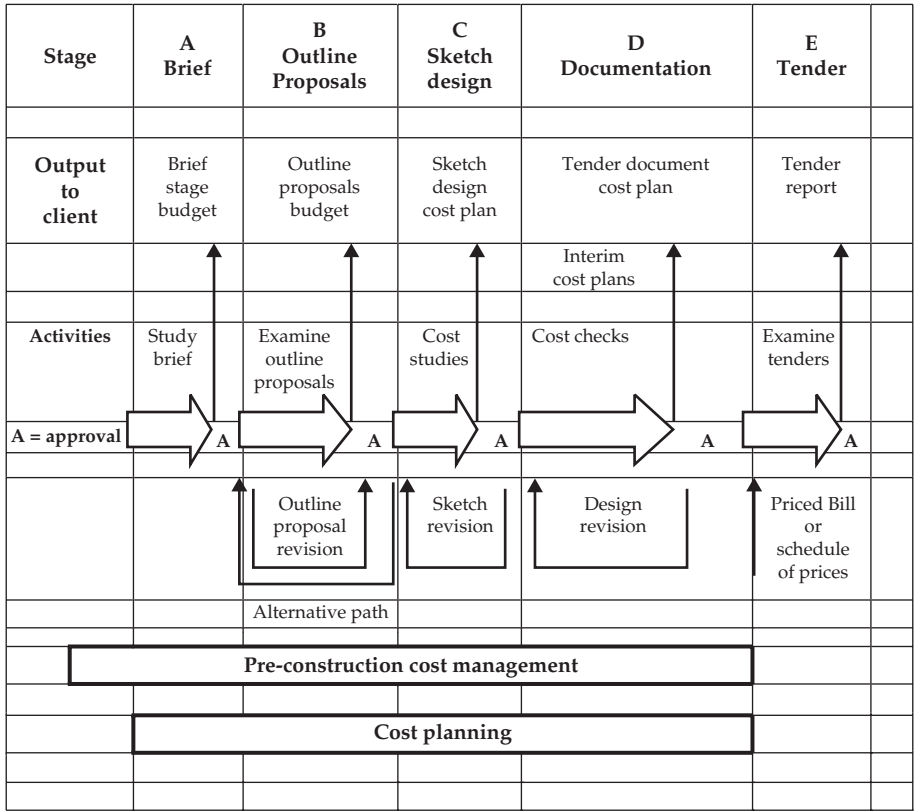 Stage
A
Brief
B
Outline
Proposals
C
Sketch
design
D
Documentation
E
Tender
Output
to
client
Brief
stage
budget
Outline
proposals
budget
Sketch
design
cost plan
Tender document
cost plan
Tender
report
Interim
cost plans
Activities
Study
brief
Examine
outline
proposals
Cost
studies
Cost checks
Examine
tenders
A = approval
A
A
A
A
A
Outline
proposal
revision
Sketch
revision
Design
revision
Priced Bill
or
schedule
of prices
Alternative path
Pre-construction cost management
Cost planning